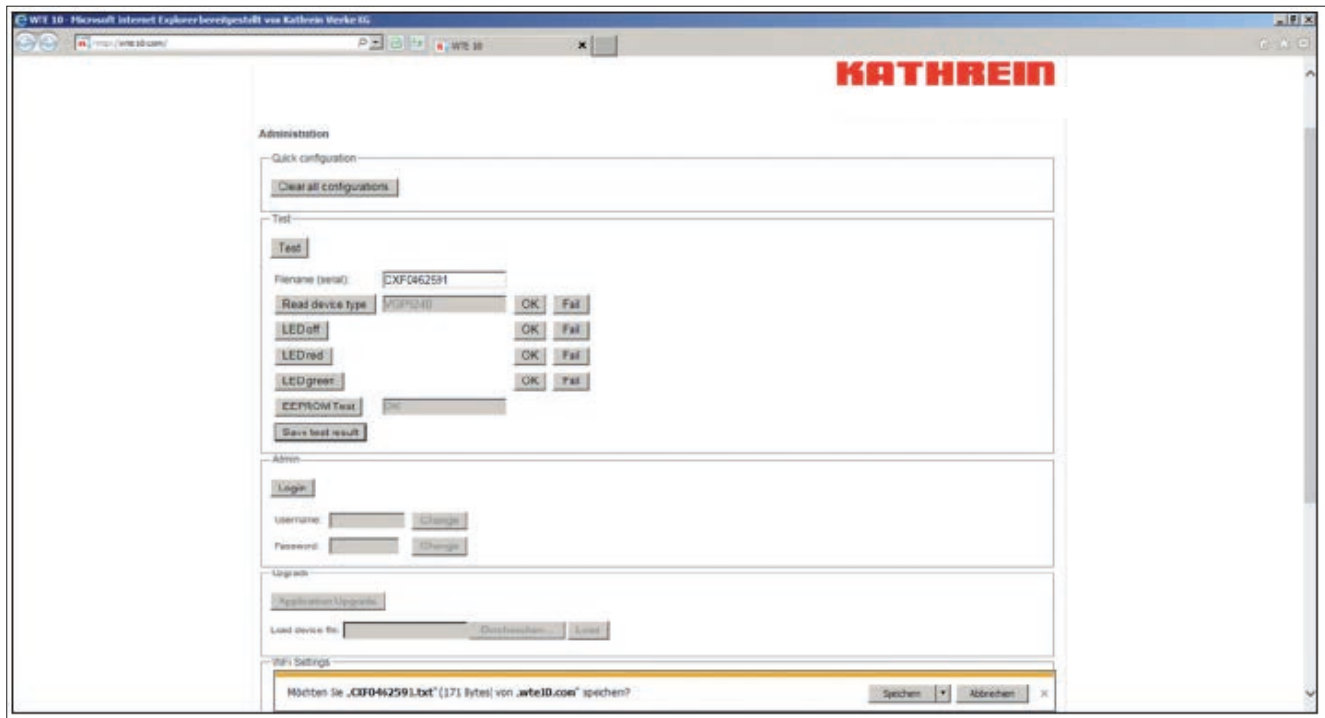 WTE 10 - Microsoft Internet Explorer bereitgestellt von Kathrein Werke KG
WTE 10
KATHREIN
Administration
Quick configuration
Clear all configurations
Test
Test
Filename (serial): CXF0462591
Read device type OK Fail
LED off OK Fail
LED red OK Fail
LED green OK Fail
EEPROM Test OK
Save test result
Admin
Login
Username: Change
Password: Change
Upgrade
Application Upgrade
Load device file: Durchsuchen... Load
WiFi Settings
Möchten Sie „CXF0462591.txt" (171 Bytes) von „wte10.com" speichern? Speichern Abbrechen